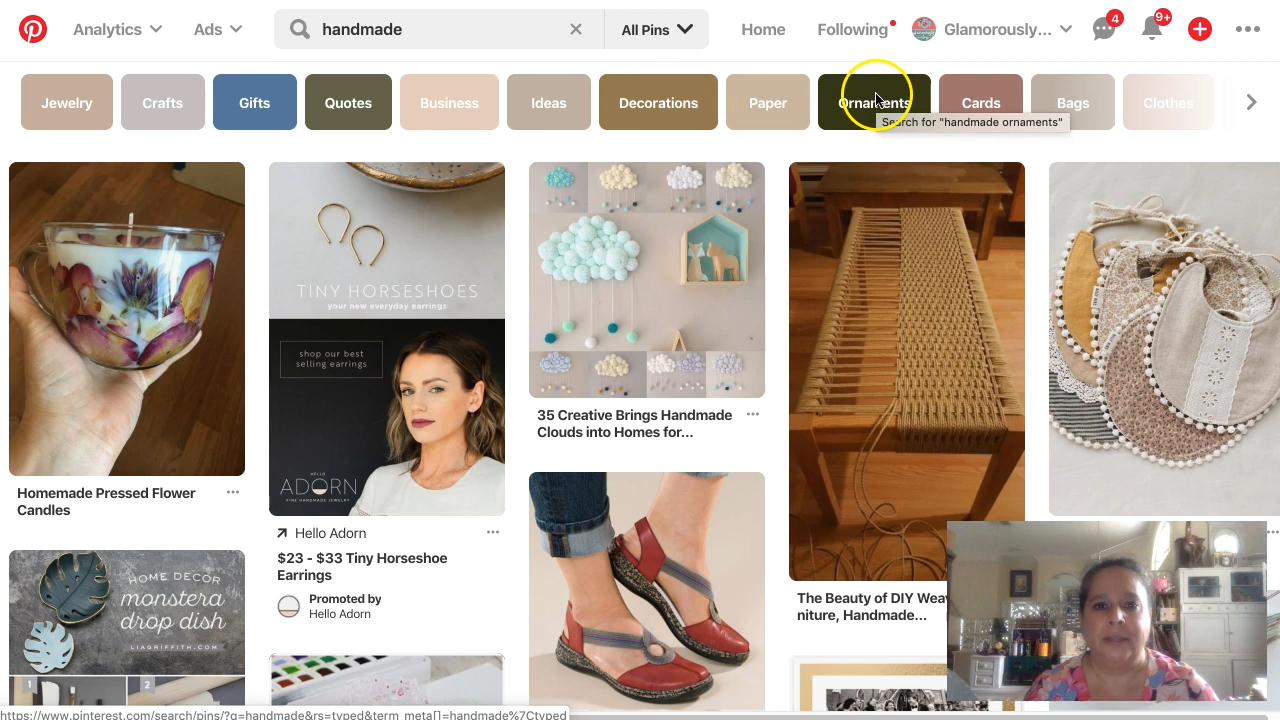 Analytics
Ads
handmade
All Pins
Home
Following
Glamorously...
4
9+
Jewelry
Crafts
Gifts
Quotes
Business
Ideas
Decorations
Paper
Ornaments
Cards
Bags
Clothes
Search for "handmade ornaments"
TINY HORSESHOES
your new everyday earrings
shop our best
selling earrings
HELLO
ADORN
FINE HANDMADE JEWELRY
Homemade Pressed Flower
Candles
Hello Adorn
$23 - $33 Tiny Horseshoe
Earrings
Promoted by
Hello Adorn
35 Creative Brings Handmade
Clouds into Homes for...
The Beauty of DIY Weav
niture, Handmade...
HOME DECOR
monstera
drop dish
LIAGRIFFITH.COM
1
2
https://www.pinterest.com/search/pins/?q=handmade&rs=typed&term_meta[]=handmade%7Ctyped